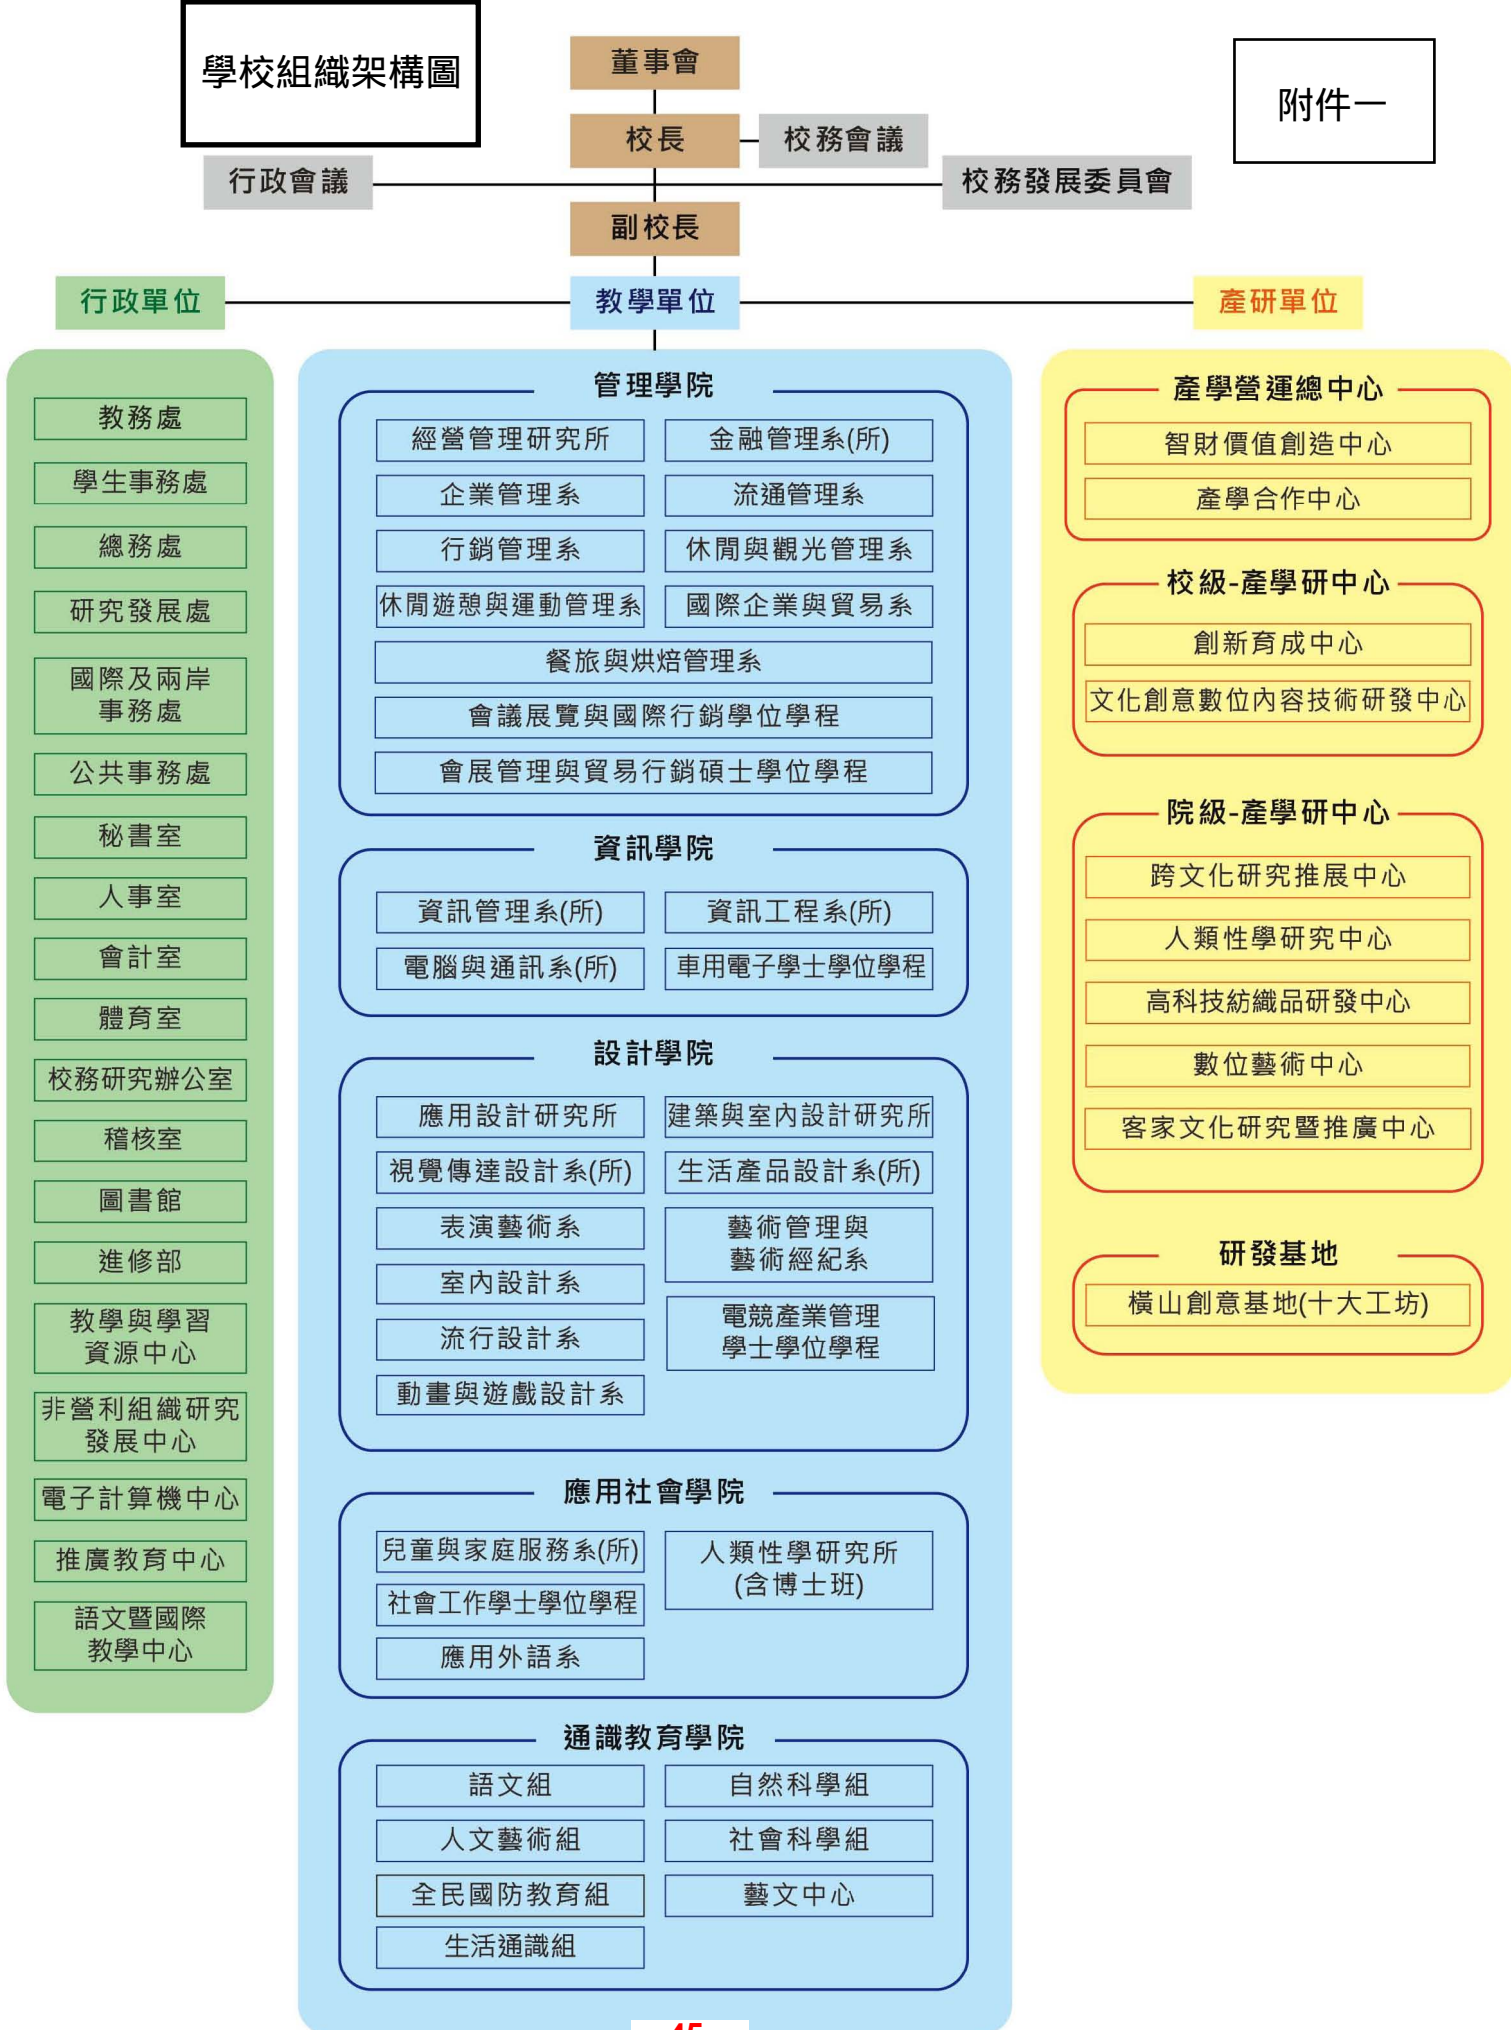 學校組織架構圖
附件一
董事會
校長
校務會議
行政會議
校務發展委員會
副校長
行政單位
教學單位
產研單位
教務處
學生事務處
總務處
研究發展處
國際及兩岸
事務處
公共事務處
秘書室
人事室
會計室
體育室
校務研究辦公室
稽核室
圖書館
進修部
教學與學習
資源中心
非營利組織研究
發展中心
電子計算機中心
推廣教育中心
語文暨國際
教學中心
管理學院
經營管理研究所
金融管理系(所)
企業管理系
流通管理系
行銷管理系
休閒與觀光管理系
休閒遊憩與運動管理系
國際企業與貿易系
餐旅與烘焙管理系
會議展覽與國際行銷學位學程
會展管理與貿易行銷碩士學位學程
資訊學院
資訊管理系(所)
資訊工程系(所)
電腦與通訊系(所)
車用電子學士學位學程
設計學院
應用設計研究所
建築與室內設計研究所
視覺傳達設計系(所)
生活產品設計系(所)
表演藝術系
藝術管理與
藝術經紀系
室內設計系
流行設計系
電競產業管理
學士學位學程
動畫與遊戲設計系
應用社會學院
兒童與家庭服務系(所)
人類性學研究所
(含博士班)
社會工作學士學位學程
應用外語系
通識教育學院
語文組
自然科學組
人文藝術組
社會科學組
全民國防教育組
藝文中心
生活通識組
產學營運總中心
智財價值創造中心
產學合作中心
校級-產學研中心
創新育成中心
文化創意數位內容技術研發中心
院級-產學研中心
跨文化研究推展中心
人類性學研究中心
高科技紡織品研發中心
數位藝術中心
客家文化研究暨推廣中心
研發基地
橫山創意基地(十大工坊)
45